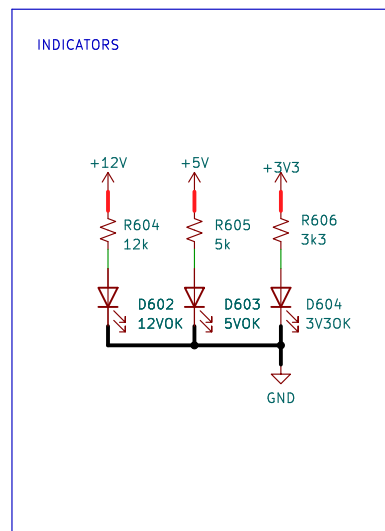 INDICATORS
+12V
+5V
+3V3
R604
12k
R605
5k
R606
3k3
D602
12VOK
D603
5VOK
D604
3V3OK
GND